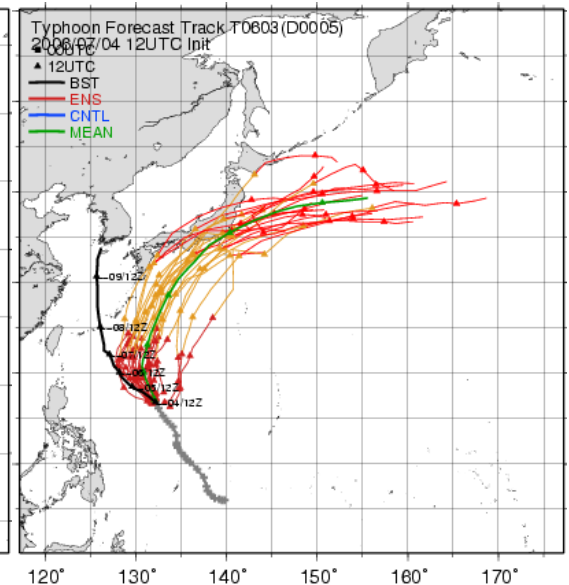 Typhoon Forecast Track T0603(D0005)
2006/07/04 12UTC Init
00UTC
12UTC
BST
ENS
CNTL
MEAN
09/12Z
08/12Z
07/12Z
06/12Z
05/12Z
04/12Z
120° 130° 140° 150° 160° 170°